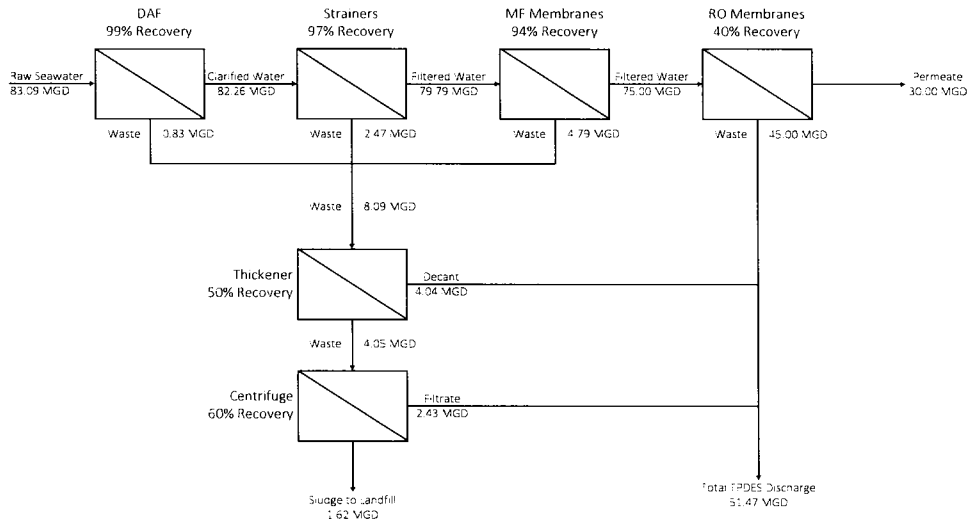 DAF
99% Recovery
Strainers
97% Recovery
MF Membranes
94% Recovery
RO Membranes
40% Recovery
Raw Seawater
83.09 MGD
Clarified Water
82.26 MGD
Filtered Water
79.79 MGD
Filtered Water
75.00 MGD
Permeate
30.00 MGD
Waste 0.83 MGD
Waste 2.47 MGD
Waste 4.79 MGD
Waste 45.00 MGD
Waste 8.09 MGD
Thickener
50% Recovery
Decant
4.04 MGD
Waste 4.05 MGD
Centrifuge
60% Recovery
Filtrate
2.43 MGD
Sludge to Landfill
1.62 MGD
Total TPDES Discharge
51.47 MGD